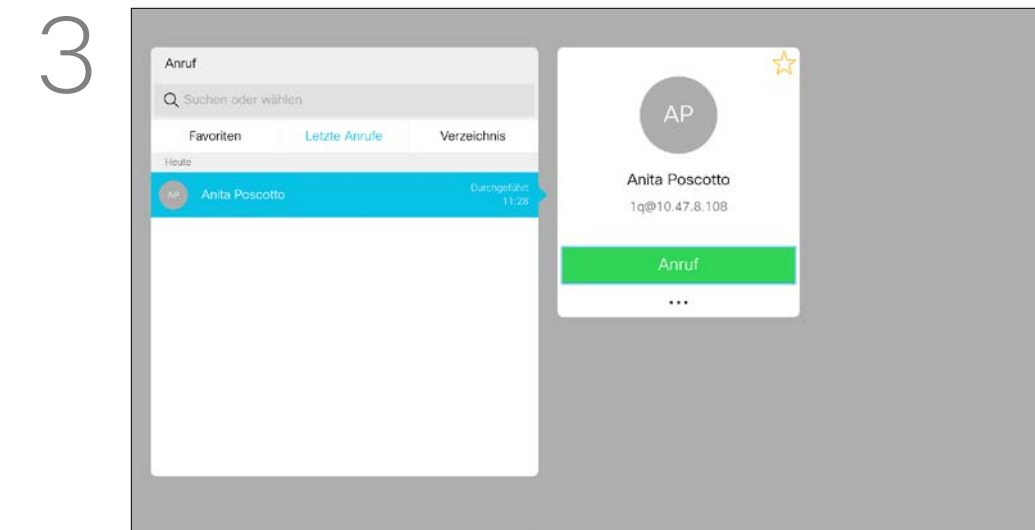 3
Anruf
Suchen oder wählen
Favoriten Letzte Anrufe Verzeichnis
Heute
AP Anita Poscotto Durchgeführt
11:28
AP
Anita Poscotto
1q@10.47.8.108
Anruf
...